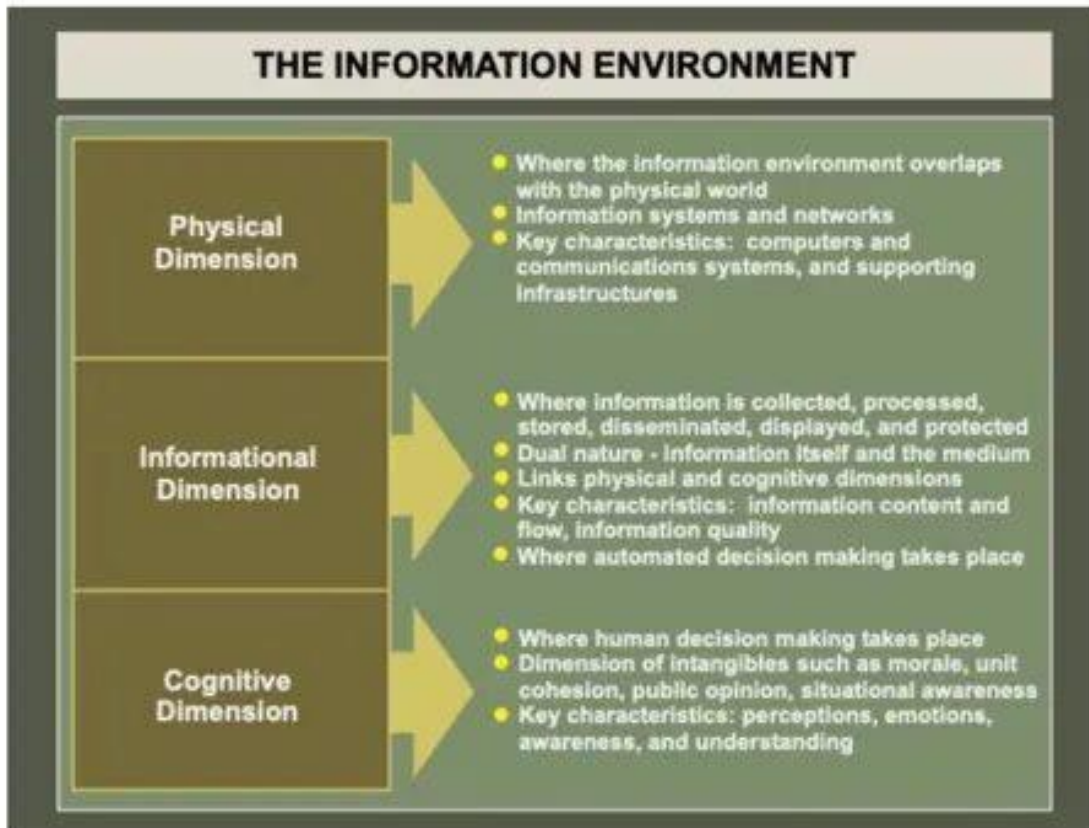 THE INFORMATION ENVIRONMENT
Physical
Dimension
Where the information environment overlaps
with the physical world
Information systems and networks
Key characteristics: computers and
communications systems, and supporting
infrastructures
Informational
Dimension
Where information is collected, processed,
stored, disseminated, displayed, and protected
Dual nature - information itself and the medium
Links physical and cognitive dimensions
Key characteristics: information content and
flow, information quality
Where automated decision making takes place
Cognitive
Dimension
Where human decision making takes place
Dimension of intangibles such as morale, unit
cohesion, public opinion, situational awareness
Key characteristics: perceptions, emotions,
awareness, and understanding